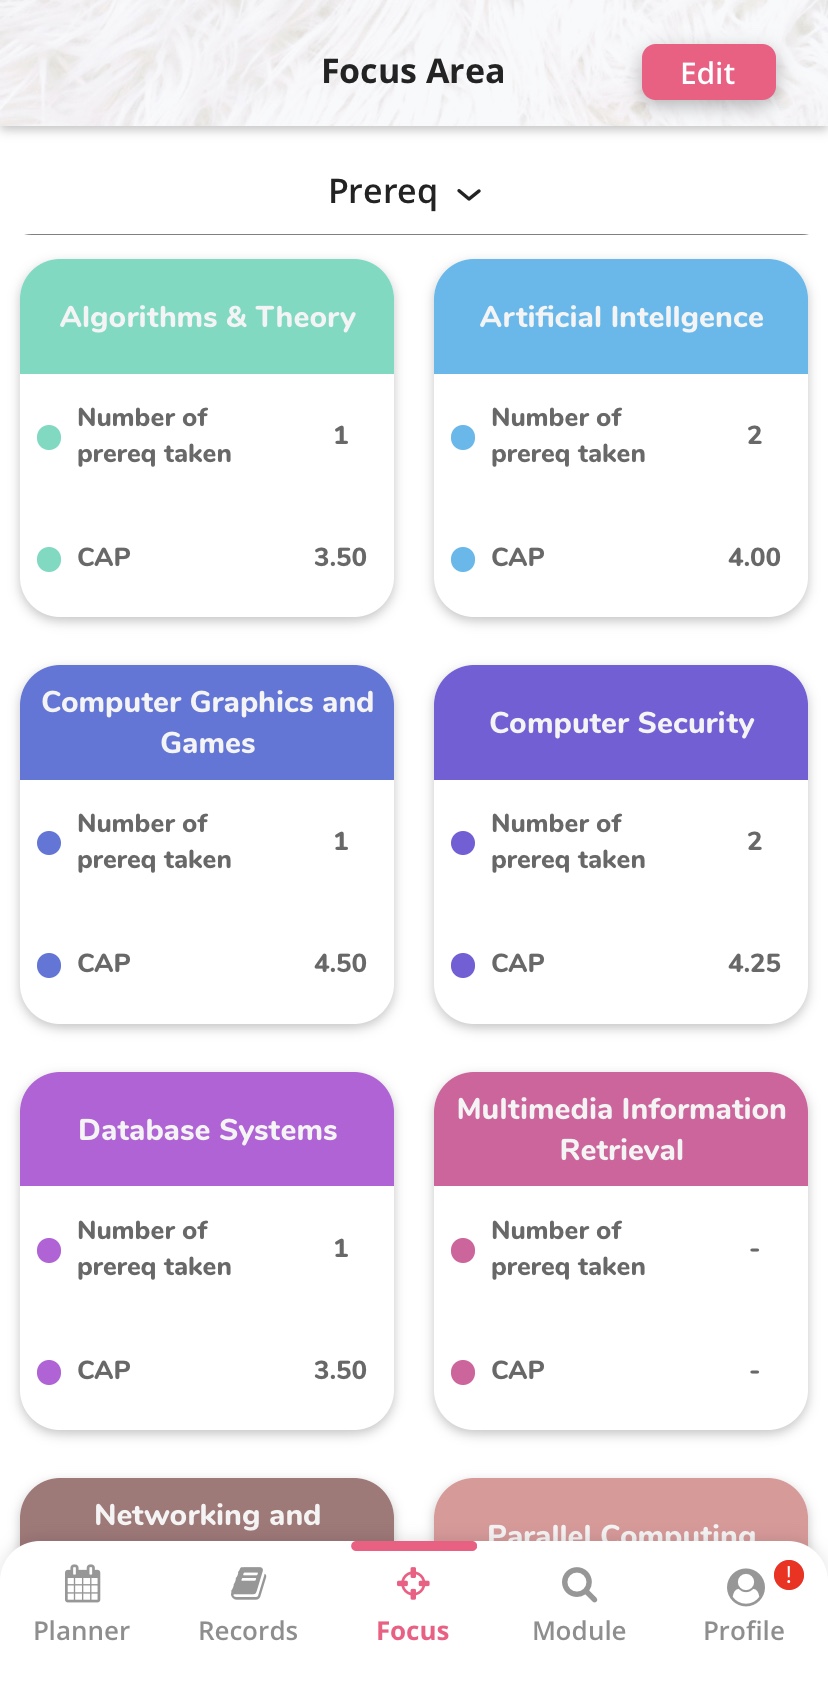 Focus Area
Edit
Prereq
Algorithms & Theory
Number of
prereq taken
1
CAP
3.50
Artificial Intellgence
Number of
prereq taken
2
CAP
4.00
Computer Graphics and
Games
Number of
prereq taken
1
CAP
4.50
Computer Security
Number of
prereq taken
2
CAP
4.25
Database Systems
Number of
prereq taken
1
CAP
3.50
Multimedia Information
Retrieval
Number of
prereq taken
-
CAP
-
Networking and
Parallel Computing
Planner
Records
Focus
Module
!
Profile